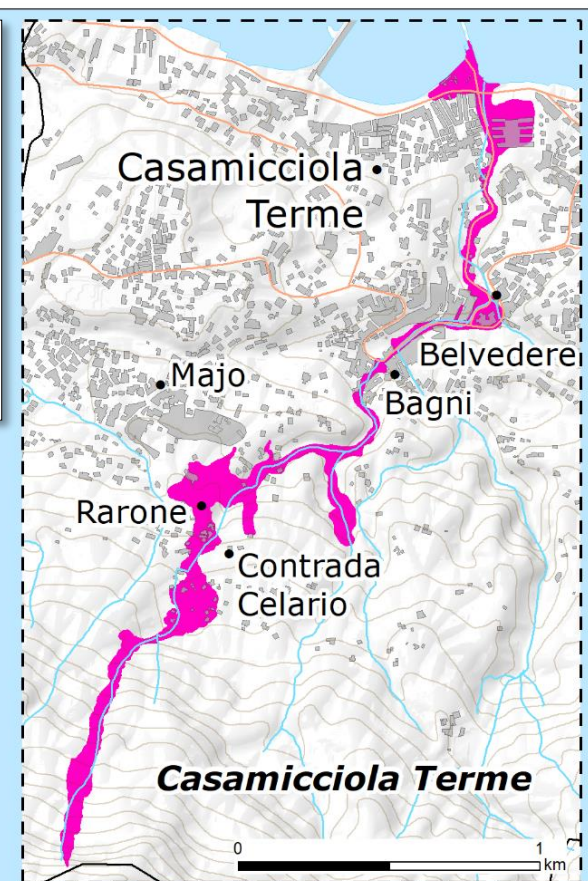 Casamicciola
Terme
Belvedere
Majo
Bagni
Rarone
Contrada
Celario
Casamicciola Terme
0 1
km